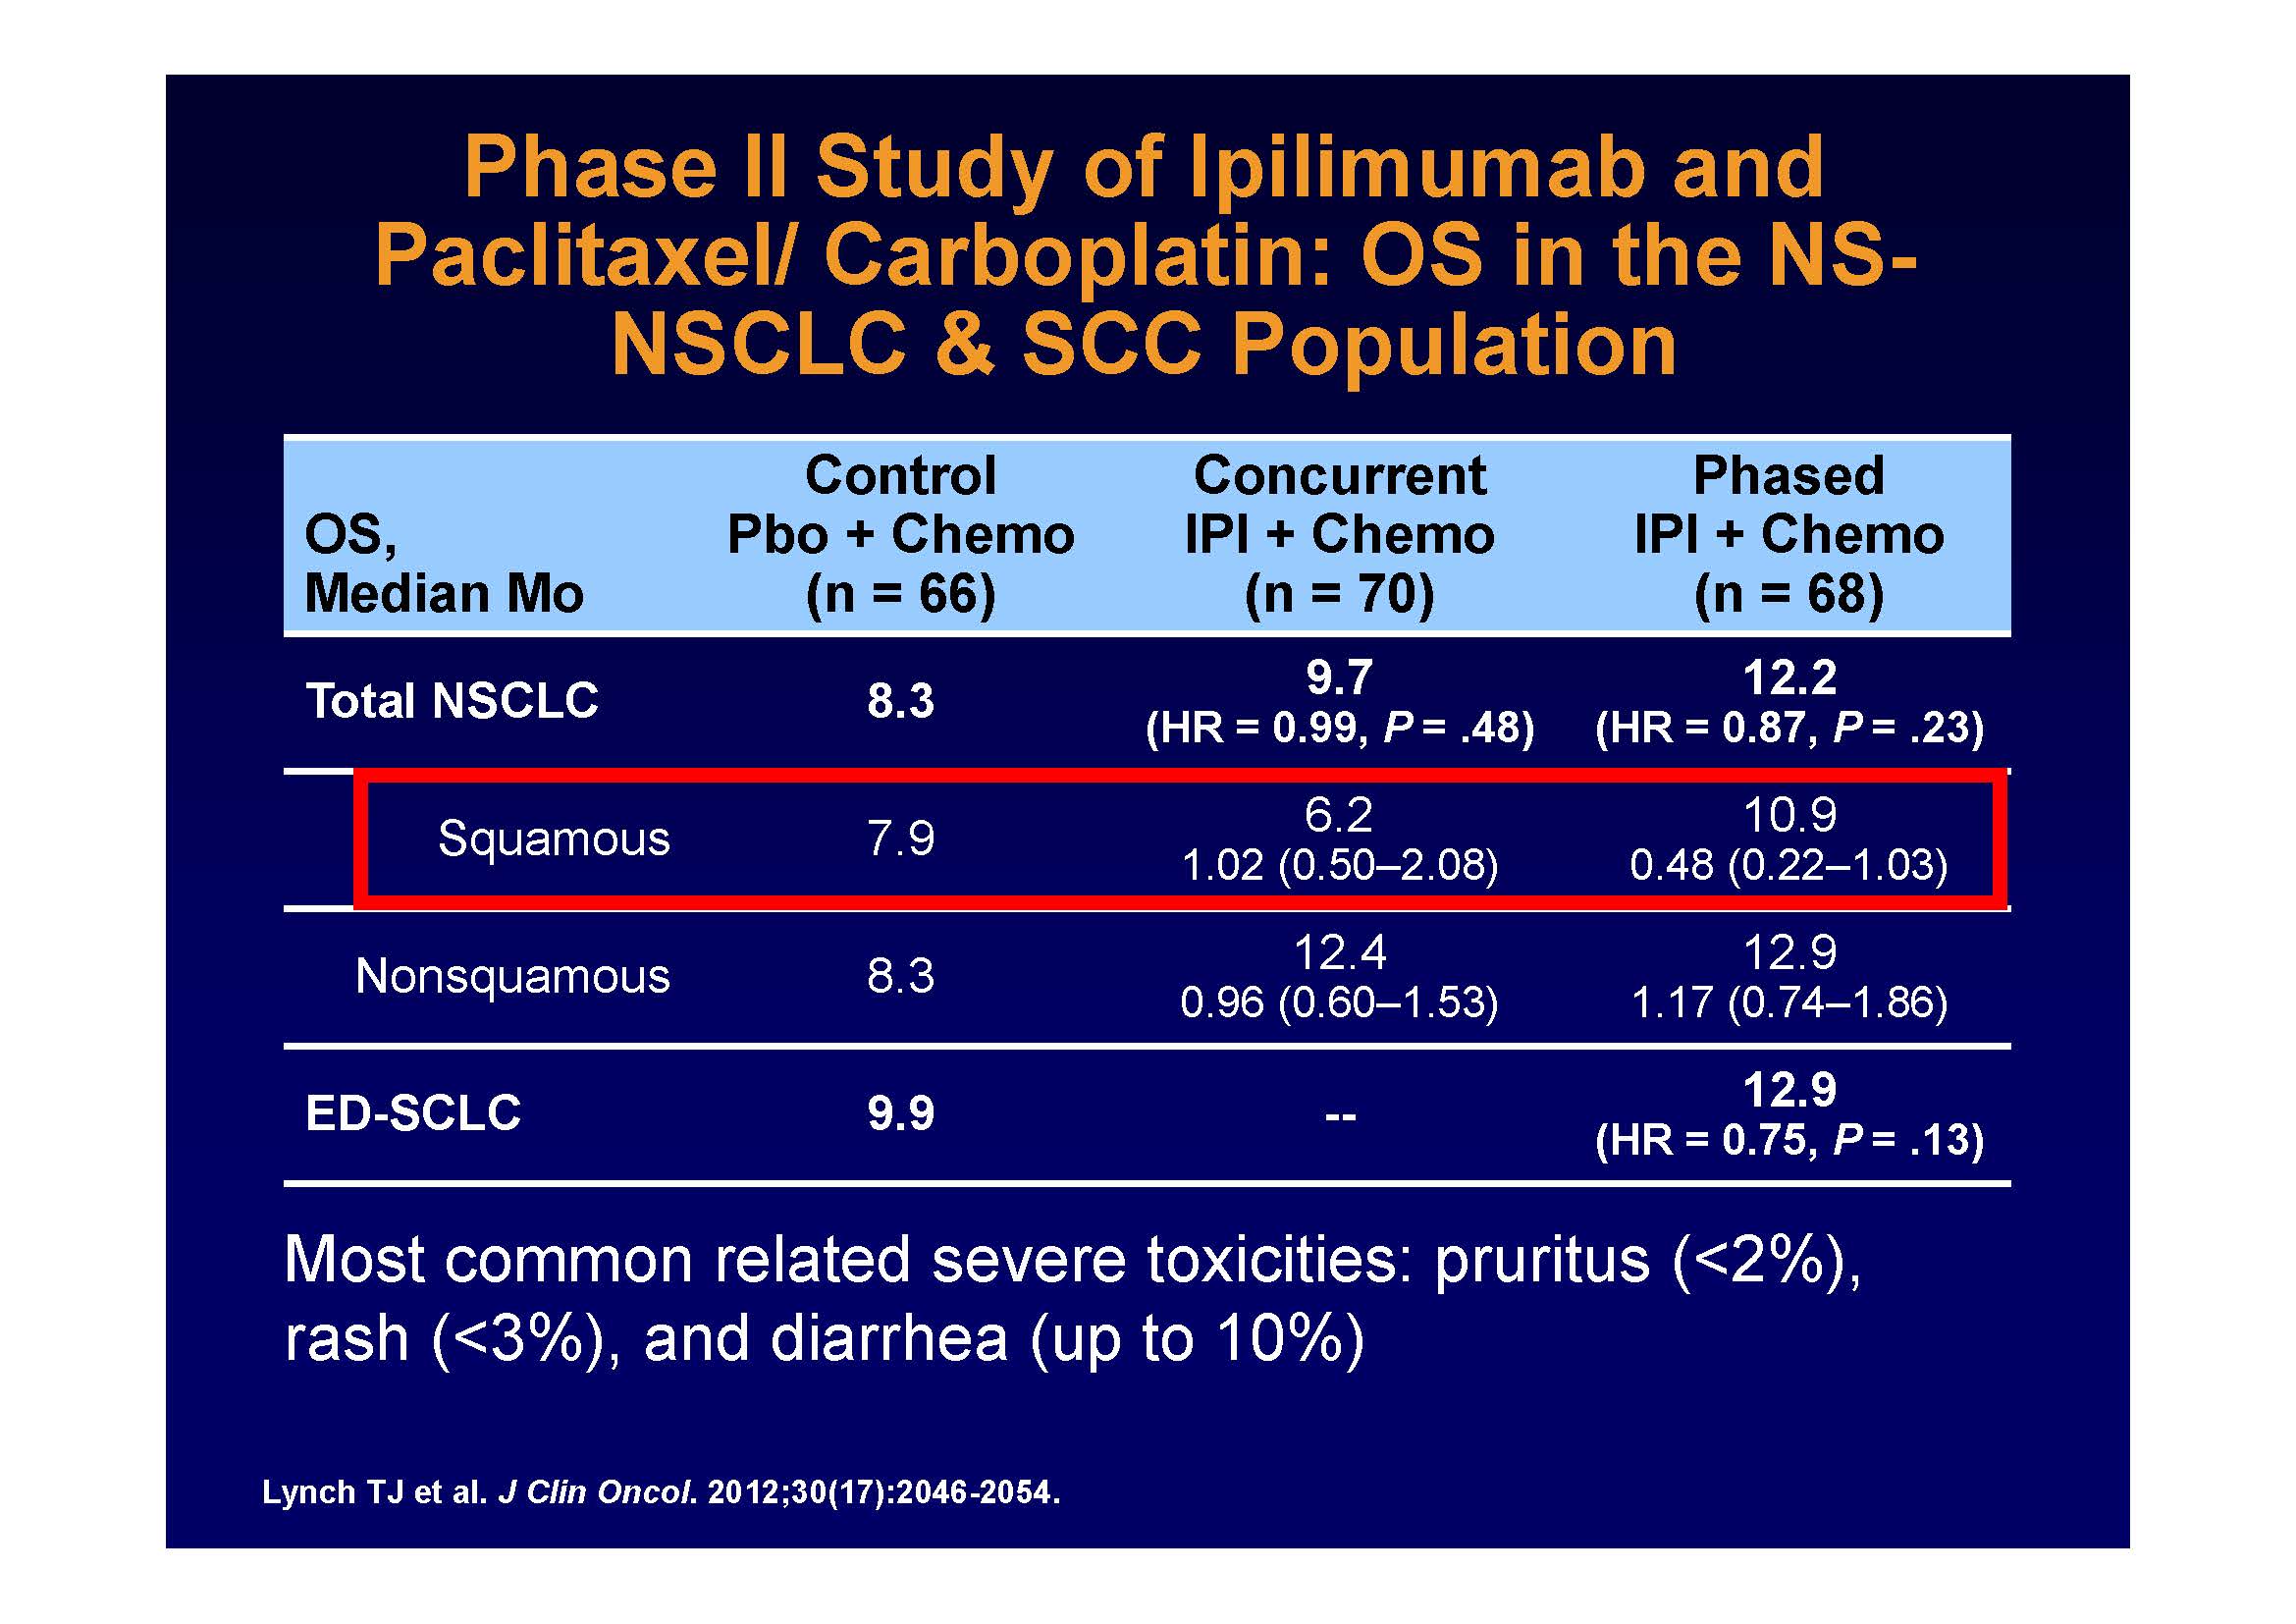 Phase II Study of Ipilimumab and
Paclitaxel/ Carboplatin: OS in the NS-
NSCLC & SCC Population
OS,
Median Mo
Control
Pbo + Chemo
(n = 66)
Concurrent
IPI + Chemo
(n = 70)
Phased
IPI + Chemo
(n = 68)
Total NSCLC
8.3
9.7
(HR = 0.99, P = .48)
12.2
(HR = 0.87, P = .23)
Squamous
7.9
6.2
1.02 (0.50–2.08)
10.9
0.48 (0.22–1.03)
Nonsquamous
8.3
12.4
0.96 (0.60–1.53)
12.9
1.17 (0.74–1.86)
ED-SCLC
9.9
--
12.9
(HR = 0.75, P = .13)
Most common related severe toxicities: pruritus (<2%),
rash (<3%), and diarrhea (up to 10%)
Lynch TJ et al. J Clin Oncol. 2012;30(17):2046-2054.